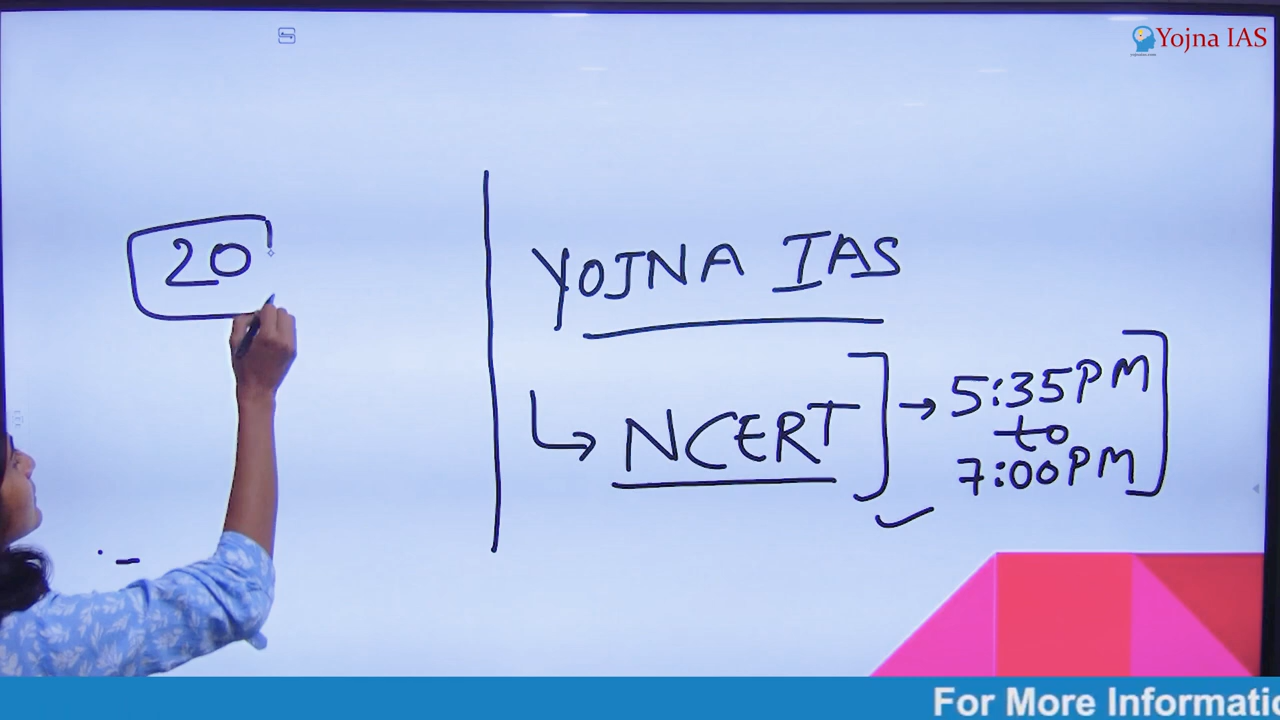 Yojna IAS
20
YOJNA IAS
NCERT
5:35PM
to
7:00PM
For More Informatio